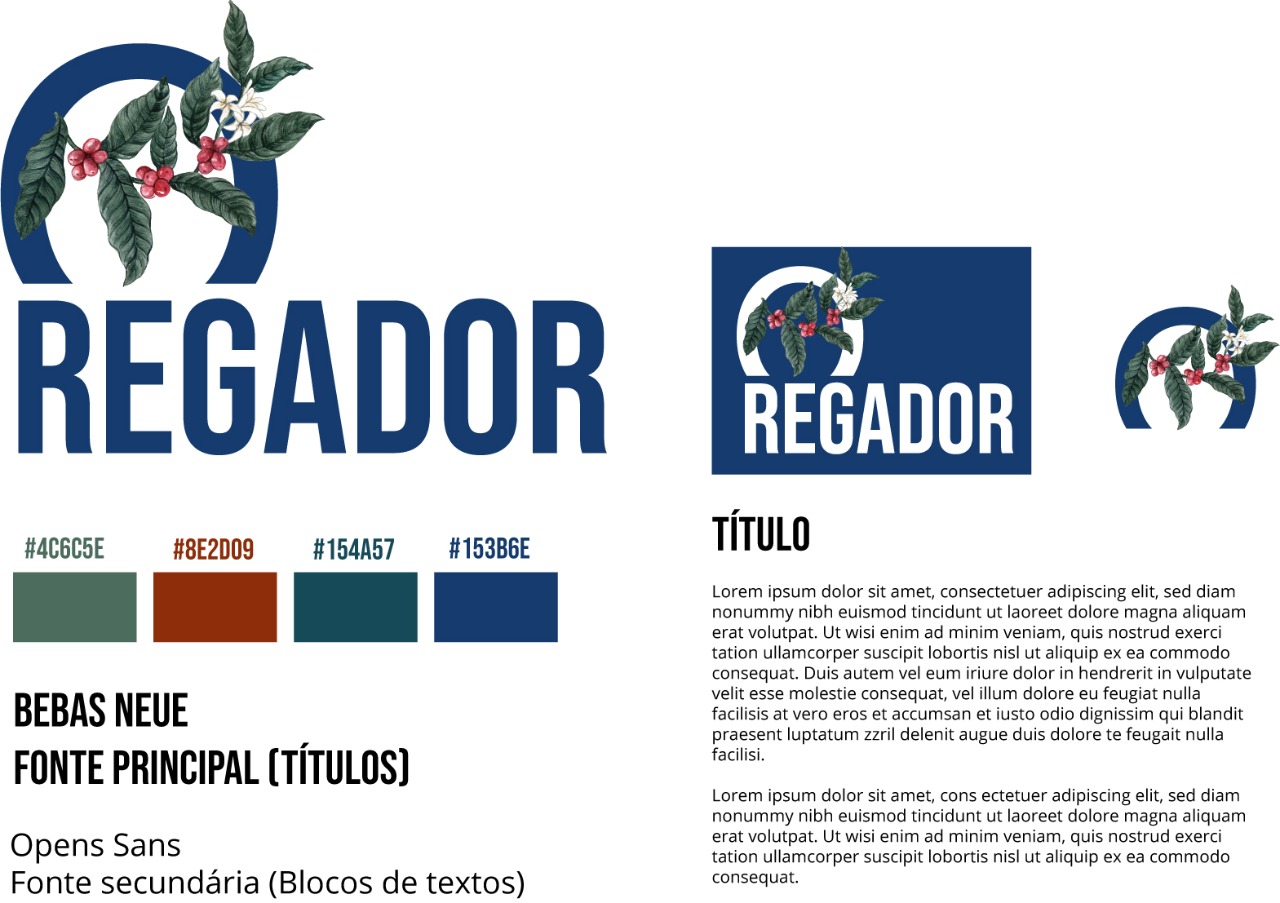 REGADOR
#4C6C5E
#8E2D09
#154A57
#153B6E
BEBAS NEUE
FONTE PRINCIPAL (TÍTULOS)
Opens Sans
Fonte secundária (Blocos de textos)
REGADOR
TÍTULO
Lorem ipsum dolor sit amet, consectetuer adipiscing elit, sed diam
nonummy nibh euismod tincidunt ut laoreet dolore magna aliquam
erat volutpat. Ut wisi enim ad minim veniam, quis nostrud exerci
tation ullamcorper suscipit lobortis nisl ut aliquip ex ea commodo
consequat. Duis autem vel eum iriure dolor in hendrerit in vulputate
velit esse molestie consequat, vel illum dolore eu feugiat nulla
facilisis at vero eros et accumsan et iusto odio dignissim qui blandit
praesent luptatum zzril delenit augue duis dolore te feugait nulla
facilisi.
Lorem ipsum dolor sit amet, cons ectetuer adipiscing elit, sed diam
nonummy nibh euismod tincidunt ut laoreet dolore magna aliquam
erat volutpat. Ut wisi enim ad minim veniam, quis nostrud exerci
tation ullamcorper suscipit lobortis nisl ut aliquip ex ea commodo
consequat.